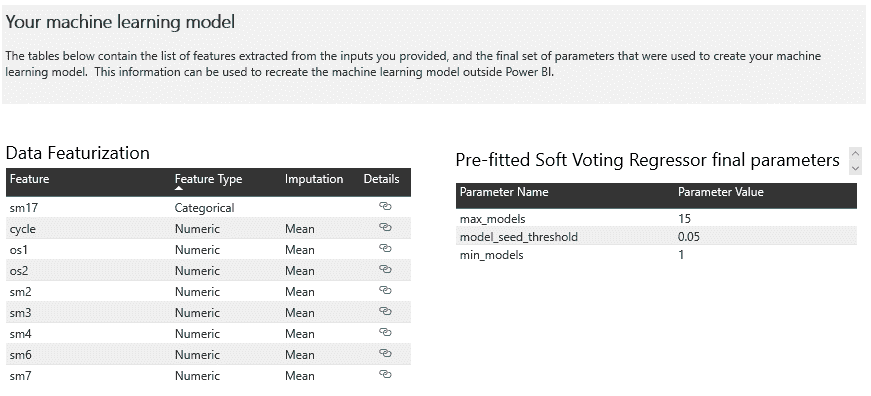 Your machine learning model
The tables below contain the list of features extracted from the inputs you provided, and the final set of parameters that were used to create your machine
learning model. This information can be used to recreate the machine learning model outside Power BI.
Data Featurization
Feature Feature Type Imputation Details
sm17 Categorical
cycle Numeric Mean
os1 Numeric Mean
os2 Numeric Mean
sm2 Numeric Mean
sm3 Numeric Mean
sm4 Numeric Mean
sm6 Numeric Mean
sm7 Numeric Mean
Pre-fitted Soft Voting Regressor final parameters
Parameter Name Parameter Value
max_models 15
model_seed_threshold 0.05
min_models 1